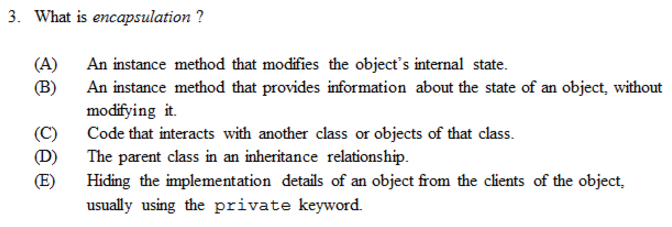 3. What is encapsulation ?
(A) An instance method that modifies the object's internal state.
(B) An instance method that provides information about the state of an object, without
modifying it.
(C) Code that interacts with another class or objects of that class.
(D) The parent class in an inheritance relationship.
(E) Hiding the implementation details of an object from the clients of the object,
usually using the private keyword.